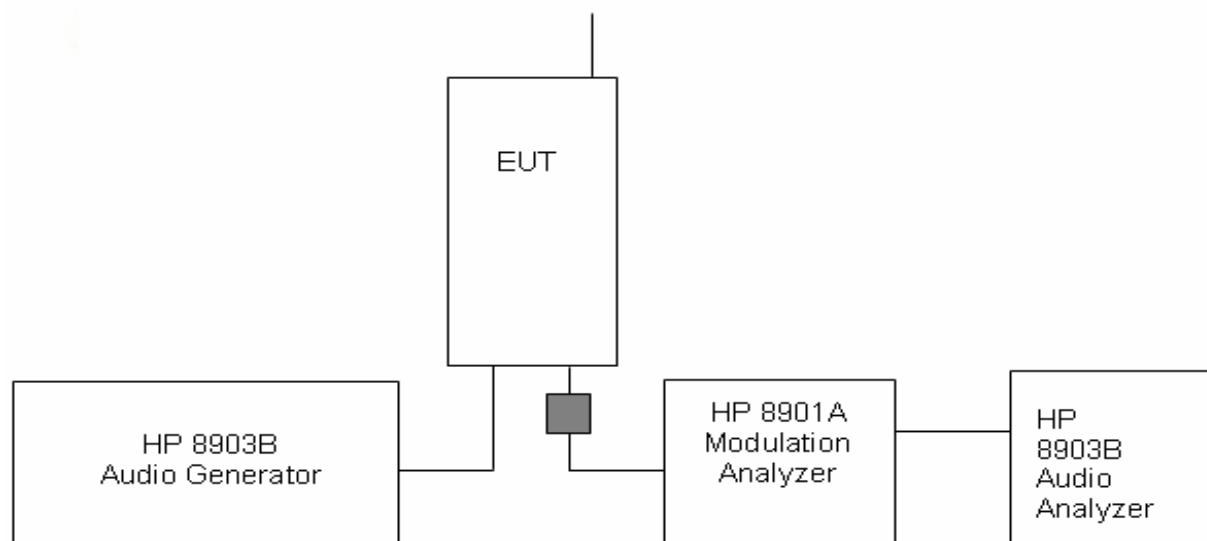 EUT
HP 8903B
Audio Generator
HP 8901A
Modulation
Analyzer
HP
8903B
Audio
Analyzer